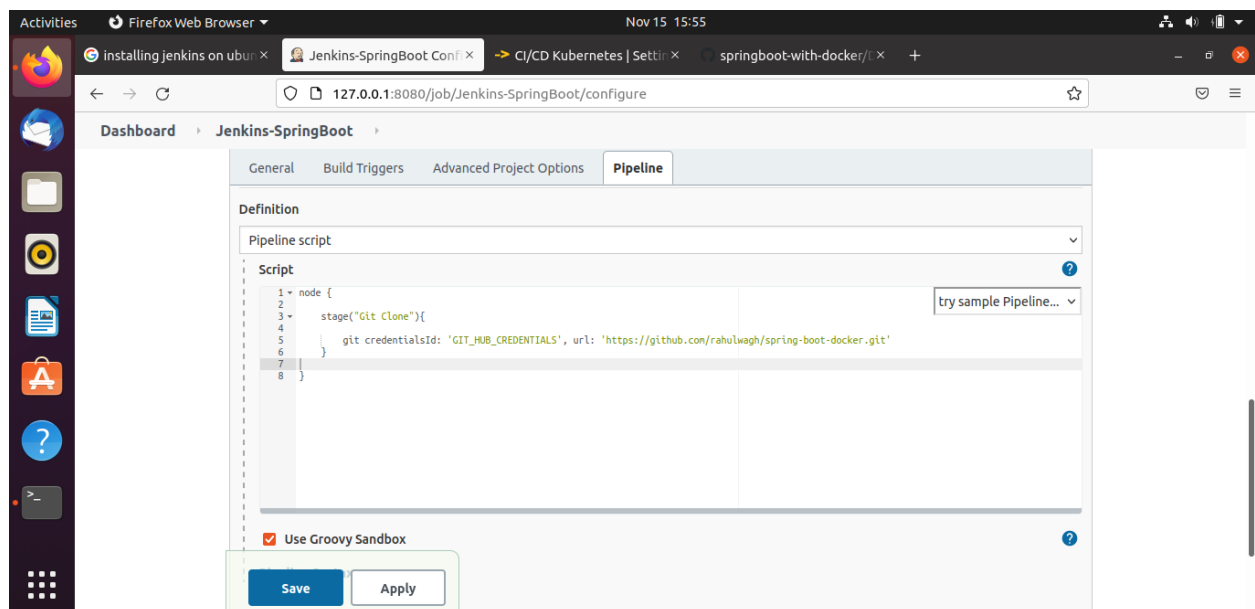 Activities Firefox Web Browser Nov 15 15:55
installing jenkins on ubun Jenkins-SpringBoot Conf CI/CD Kubernetes | Settin springboot-with-docker/
127.0.0.1:8080/job/Jenkins-SpringBoot/configure
Dashboard Jenkins-SpringBoot
General Build Triggers Advanced Project Options Pipeline
Definition
Pipeline script
Script
try sample Pipeline...
1 node {
2
3 stage("Git Clone"){
4
5 git credentialsId: 'GIT_HUB_CREDENTIALS', url: 'https://github.com/rahulwagh/spring-boot-docker.git'
6 }
7
8 }
Use Groovy Sandbox
Save Apply